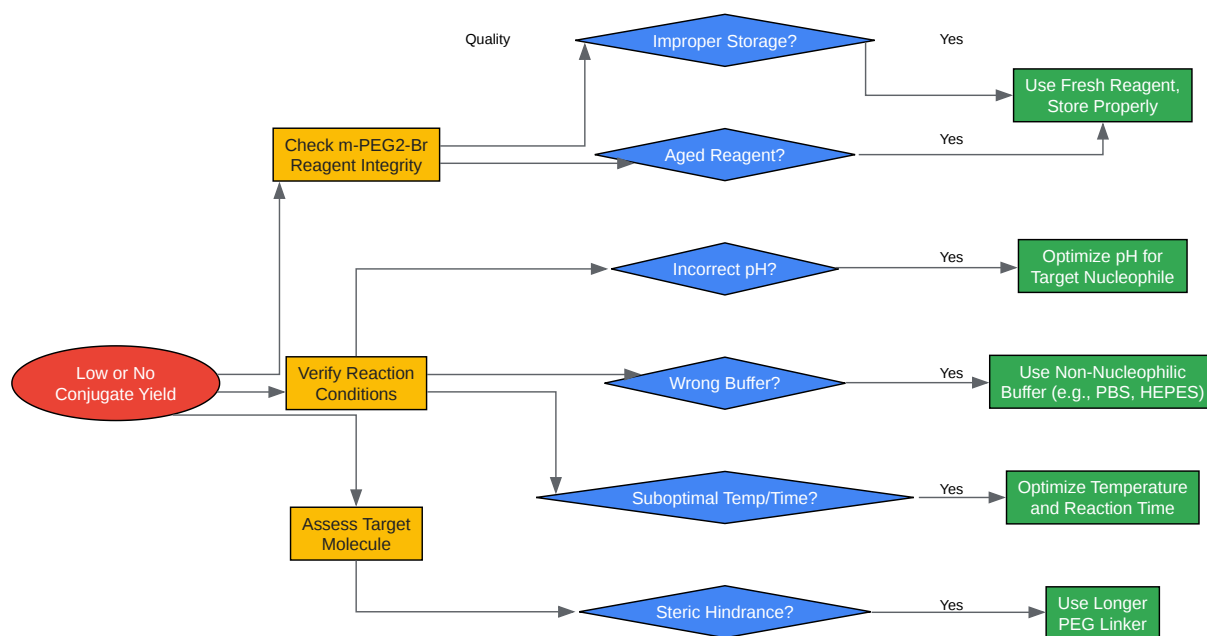 Quality
Improper Storage?
Yes
Use Fresh Reagent,
Store Properly
Check m-PEG2-Br
Reagent Integrity
Aged Reagent?
Yes
Incorrect pH?
Yes
Optimize pH for
Target Nucleophile
Low or No
Conjugate Yield
Verify Reaction
Conditions
Wrong Buffer?
Yes
Use Non-Nucleophilic
Buffer (e.g., PBS, HEPES)
Suboptimal Temp/Time?
Yes
Optimize Temperature
and Reaction Time
Assess Target
Molecule
Steric Hindrance?
Yes
Use Longer
PEG Linker